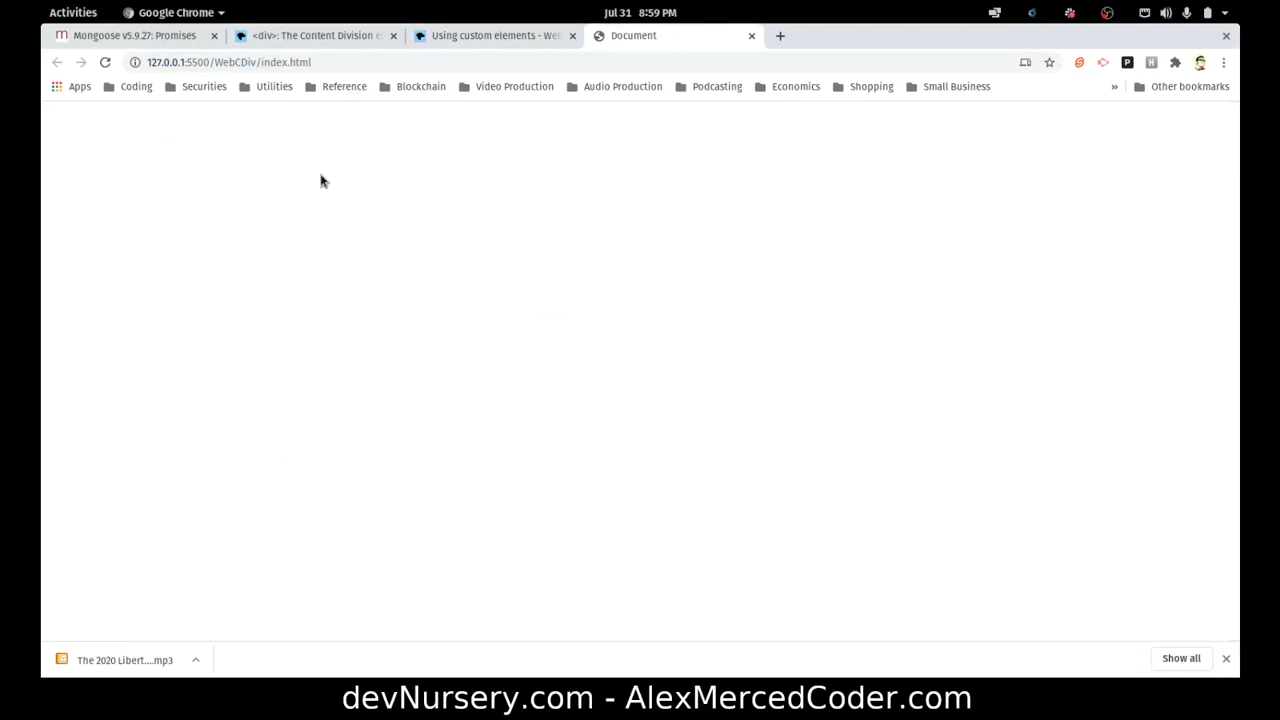 Activities
Google Chrome
Jul 31 8:59 PM
Mongoose v5.9.27: Promises
<div>: The Content Division e
Using custom elements - Web
Document
127.0.0.1:5500/WebCDiv/index.html
Apps
Coding
Securities
Utilities
Reference
Blockchain
Video Production
Audio Production
Podcasting
Economics
Shopping
Small Business
»
Other bookmarks
The 2020 Libert....mp3
Show all
devNursery.com - AlexMercedCoder.com